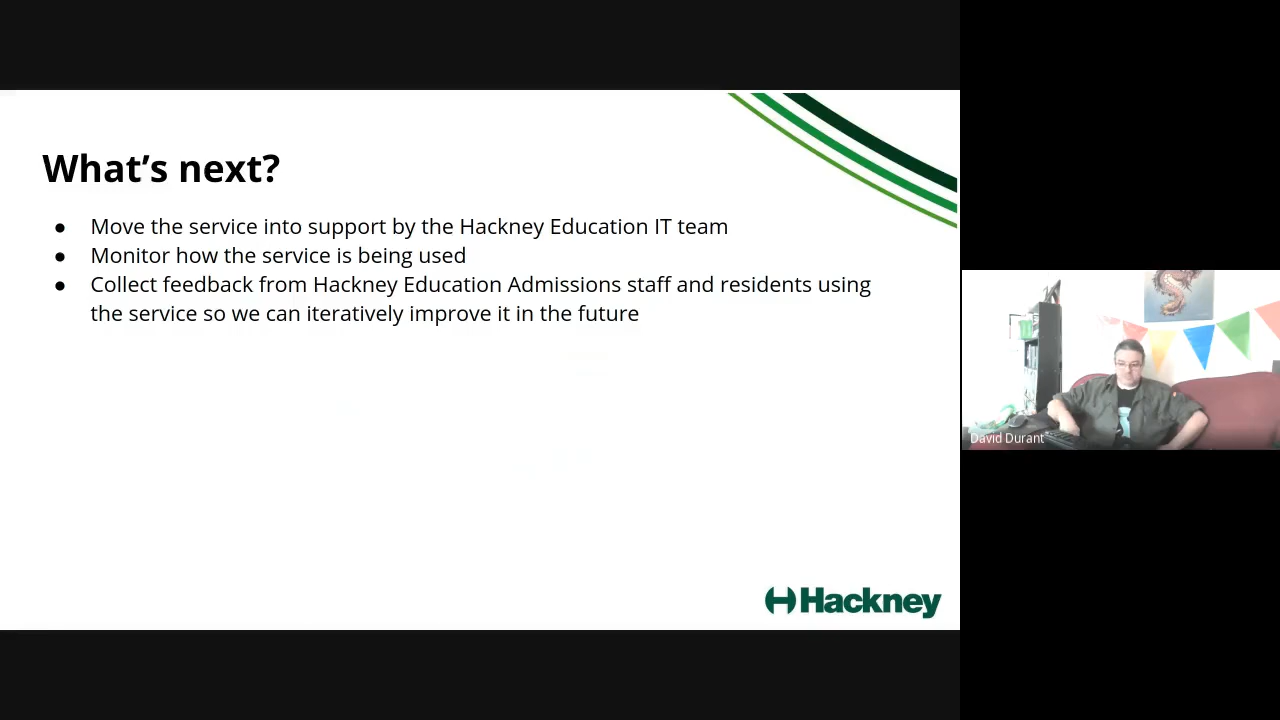 What's next?
● Move the service into support by the Hackney Education IT team
● Monitor how the service is being used
● Collect feedback from Hackney Education Admissions staff and residents using
the service so we can iteratively improve it in the future
Hackney
David Durant